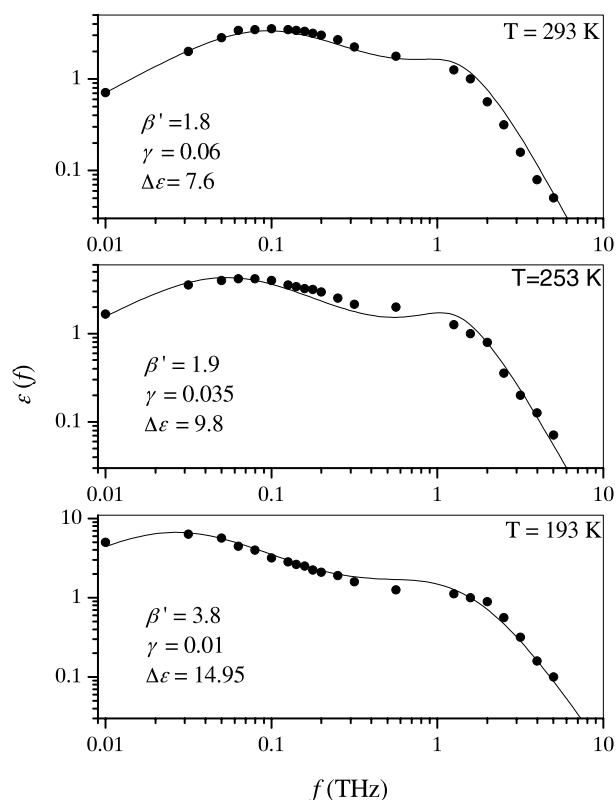 T = 293 K
1
0.1
β' =1.8
γ = 0.06
Δε= 7.6
0.01 0.1 1 10
T=253 K
1
0.1
β' = 1.9
γ = 0.035
Δε = 9.8
0.01 0.1 1 10
ε (f)
T = 193 K
10
1
0.1
β' = 3.8
γ = 0.01
Δε = 14.95
0.01 0.1 1 10
f (THz)